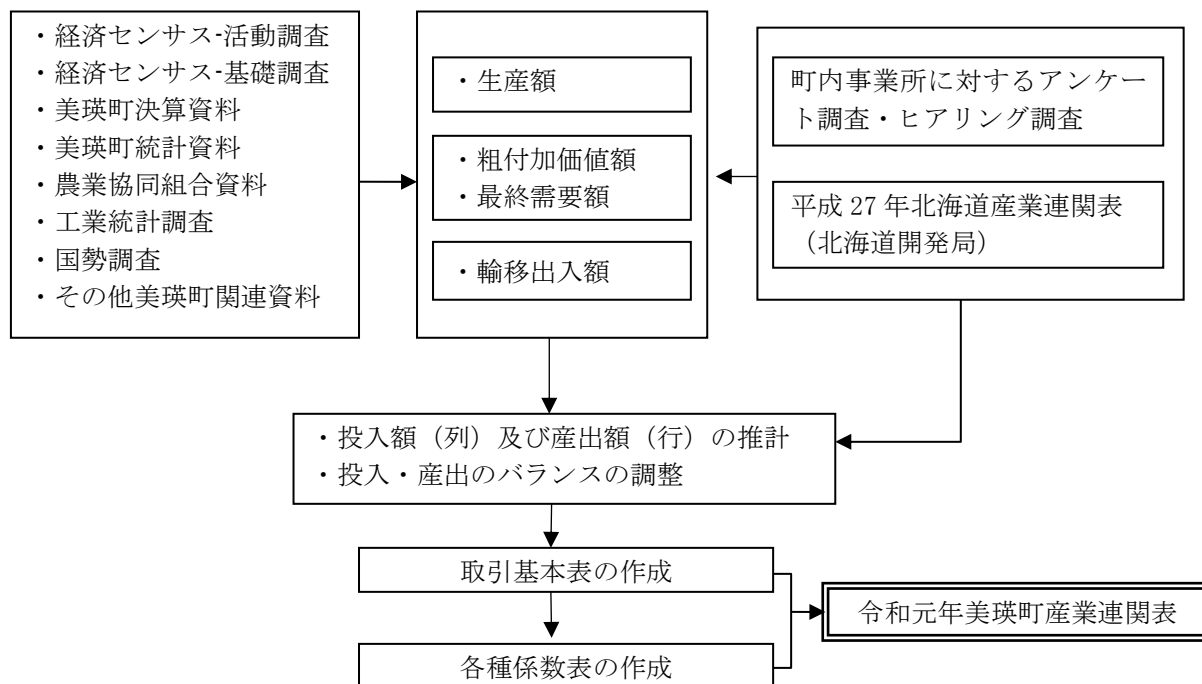 ・経済センサス-活動調査
・経済センサス-基礎調査
・美瑛町決算資料
・美瑛町統計資料
・農業協同組合資料
・工業統計調査
・国勢調査
・その他美瑛町関連資料
・生産額
・粗付加価値額
・最終需要額
・輸移出入額
町内事業所に対するアンケー
ト調査・ヒアリング調査
平成 27 年北海道産業連関表
（北海道開発局）
・投入額（列）及び産出額（行）の推計
・投入・産出のバランスの調整
取引基本表の作成
各種係数表の作成
令和元年美瑛町産業連関表